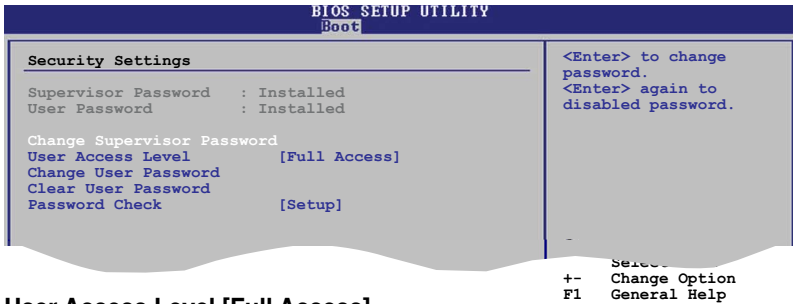 BIOS SETUP UTILITY
Boot
Security Settings
Supervisor Password : Installed
User Password : Installed
Change Supervisor Password
User Access Level [Full Access]
Change User Password
Clear User Password
Password Check [Setup]
<Enter> to change
password.
<Enter> again to
disabled password.
+- Change Option
F1 General Help
User Access Level [Full Access]